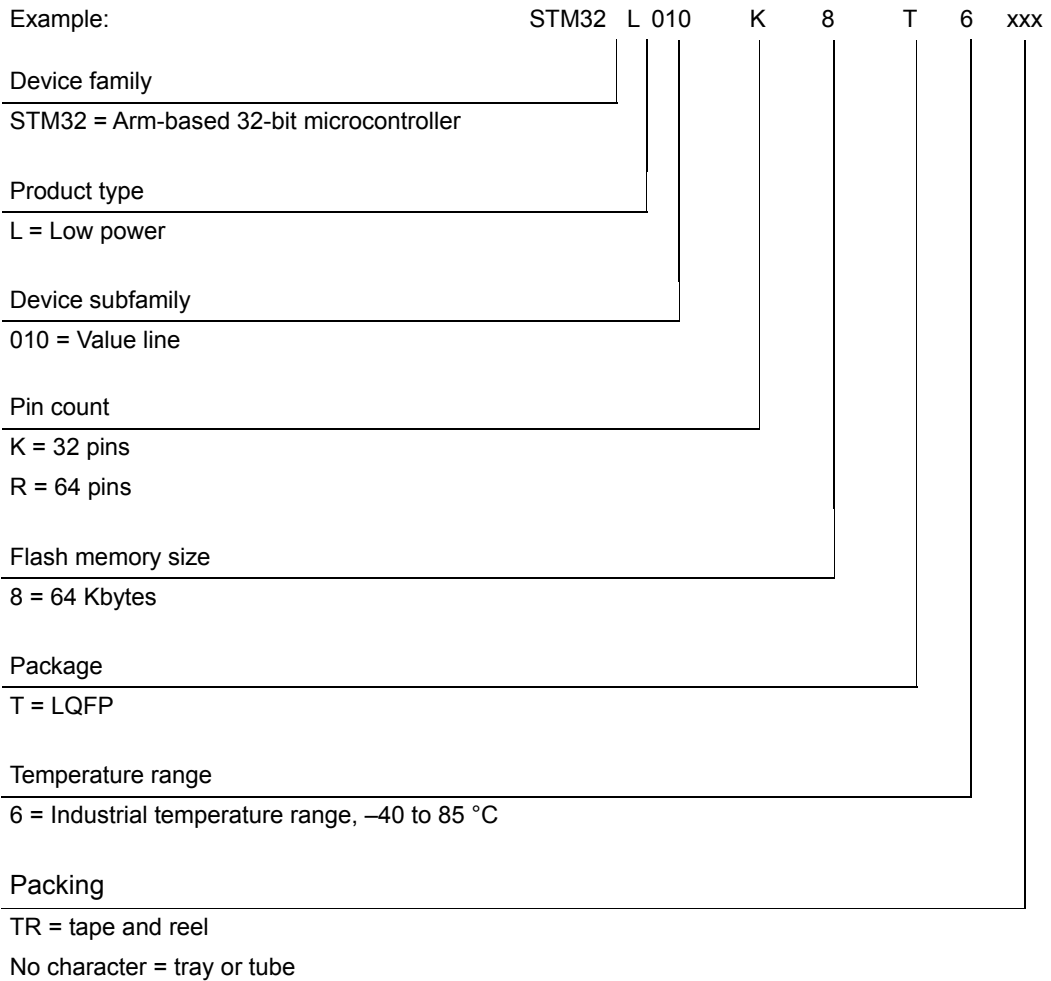 Example: STM32 L 010 K 8 T 6 xxx
Device family
STM32 = Arm-based 32-bit microcontroller
Product type
L = Low power
Device subfamily
010 = Value line
Pin count
K = 32 pins
R = 64 pins
Flash memory size
8 = 64 Kbytes
Package
T = LQFP
Temperature range
6 = Industrial temperature range, –40 to 85 °C
Packing
TR = tape and reel
No character = tray or tube